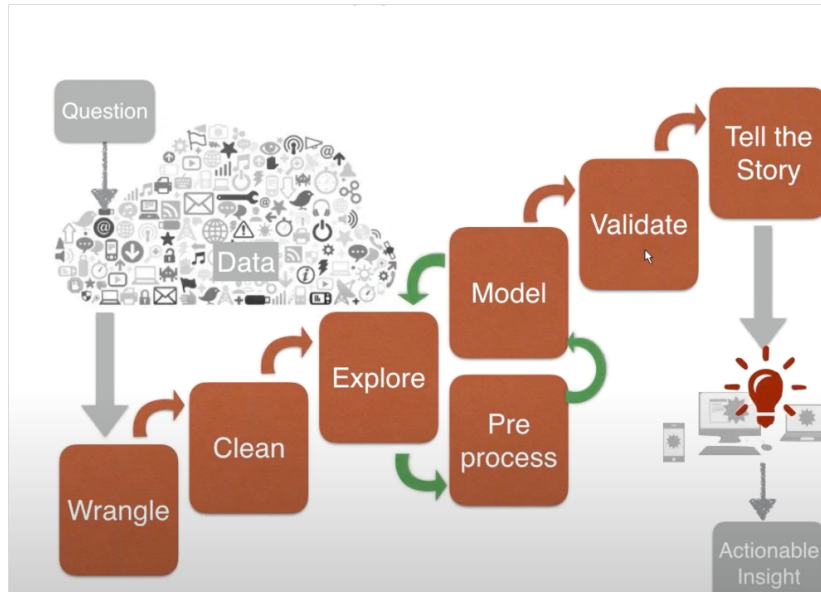 Question
Data
Wrangle
Clean
Explore
Pre
process
Model
Validate
Tell the
Story
Actionable
Insight